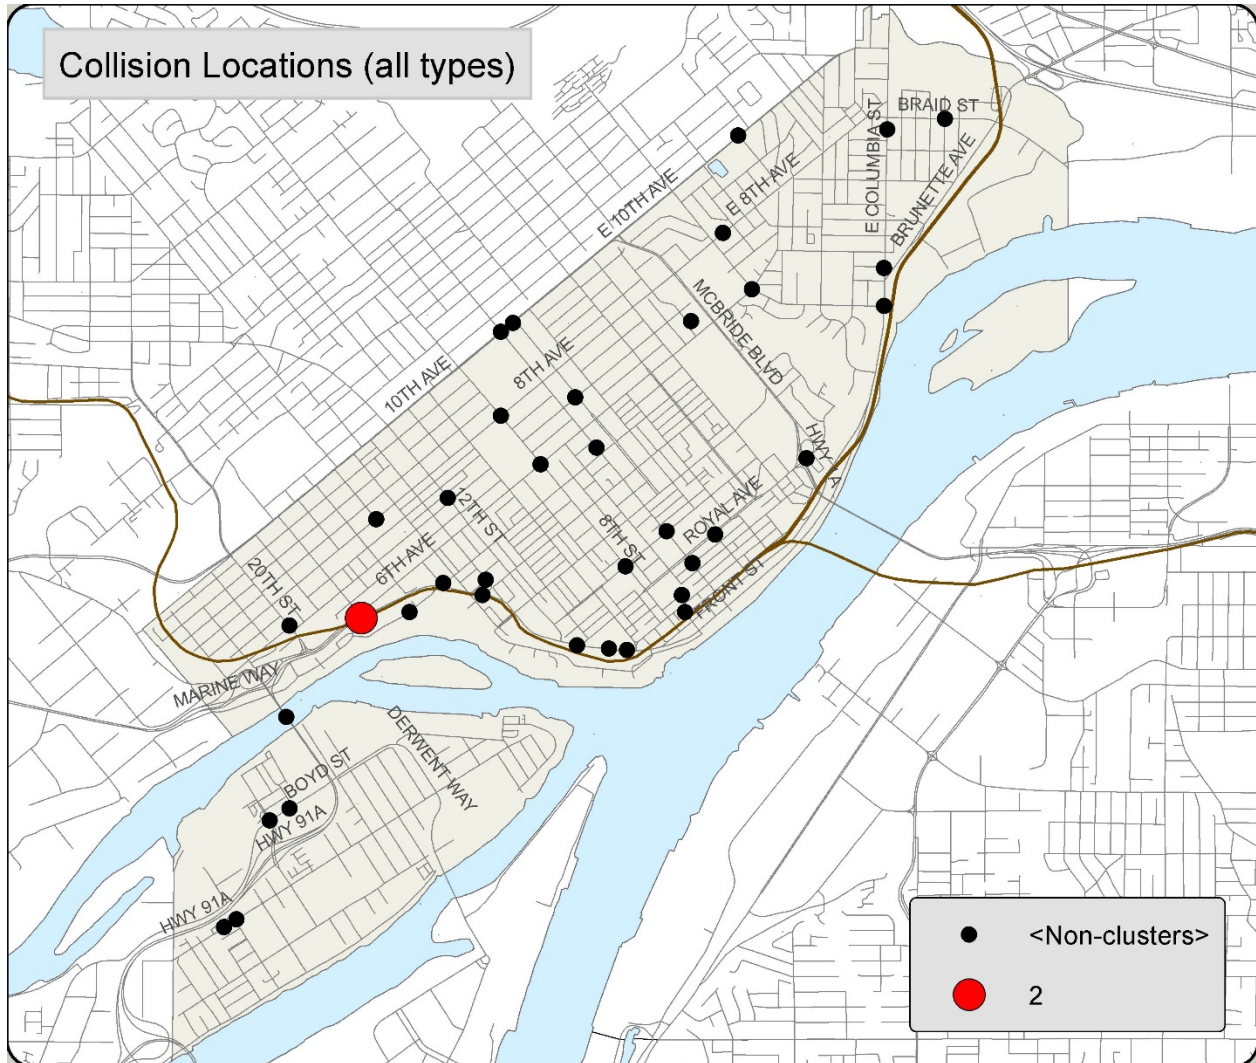 Collision Locations (all types)
BRAID ST
E COLUMBIA ST
BRUNETTE AVE
E 8TH AVE
E 10TH AVE
MCBRIDE BLVD
8TH AVE
10TH AVE
HWY 1A
ROYAL AVE
12TH ST
8TH ST
6TH AVE
FRONT ST
20TH ST
MARINE WAY
DERWENT WAY
BOYD ST
HWY 91A
HWY 91A
<Non-clusters>
2